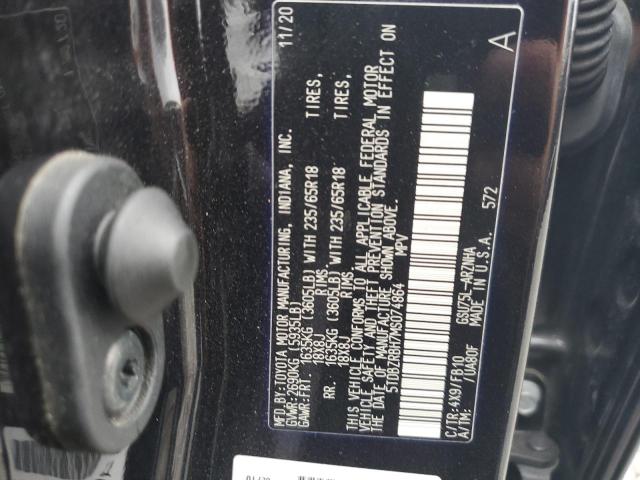 MFD. BY: TOYOTA MOTOR MANUFACTURING, INDIANA, INC. 11/20
GVWR: 2690KG (5935LB)
GAWR: FRT. 1635KG (3605LB) WITH 235/65R18 TIRES,
18X8J RIMS,
RR. 1635KG (3605LB) WITH 235/65R18 TIRES,
18X8J RIMS,
THIS VEHICLE CONFORMS TO ALL APPLICABLE FEDERAL MOTOR
VEHICLE SAFETY AND THEFT PREVENTION STANDARDS IN EFFECT ON
THE DATE OF MANUFACTURE SHOWN ABOVE.
5TDBZRBH7MS074864 MPV
C/TR: 4X9/FB10 GSU75L-ARZNHA
A/TM: /UA80F MADE IN U.S.A. 572
A
01/20